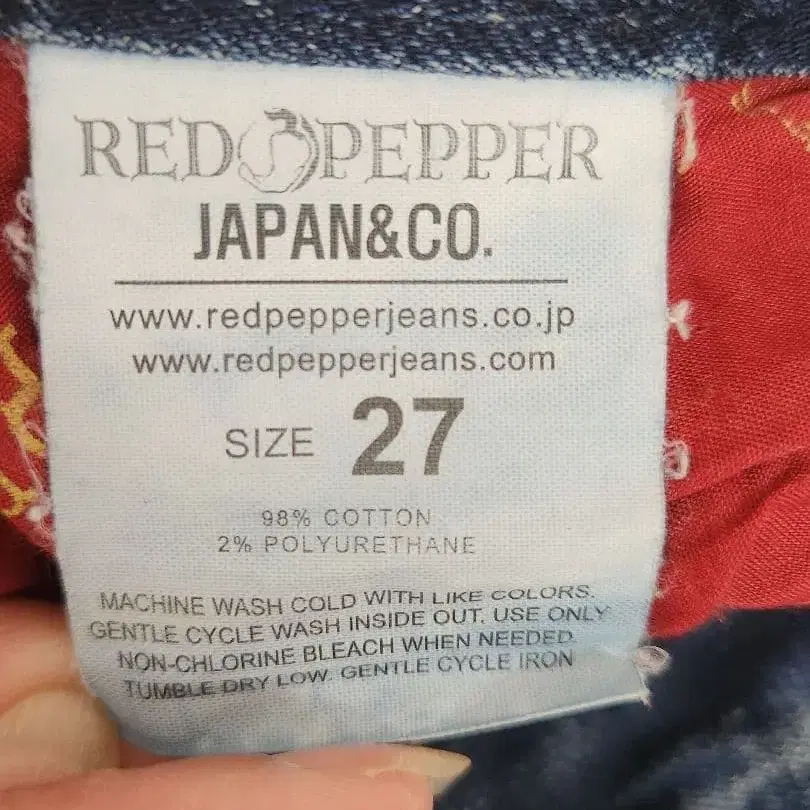 RED PEPPER
JAPAN&CO.
www.redpepperjeans.co.jp
www.redpepperjeans.com
SIZE 27
98% COTTON
2% POLYURETHANE
MACHINE WASH COLD WITH LIKE COLORS.
GENTLE CYCLE WASH INSIDE OUT. USE ONLY
NON-CHLORINE BLEACH WHEN NEEDED.
TUMBLE DRY LOW. GENTLE CYCLE IRON